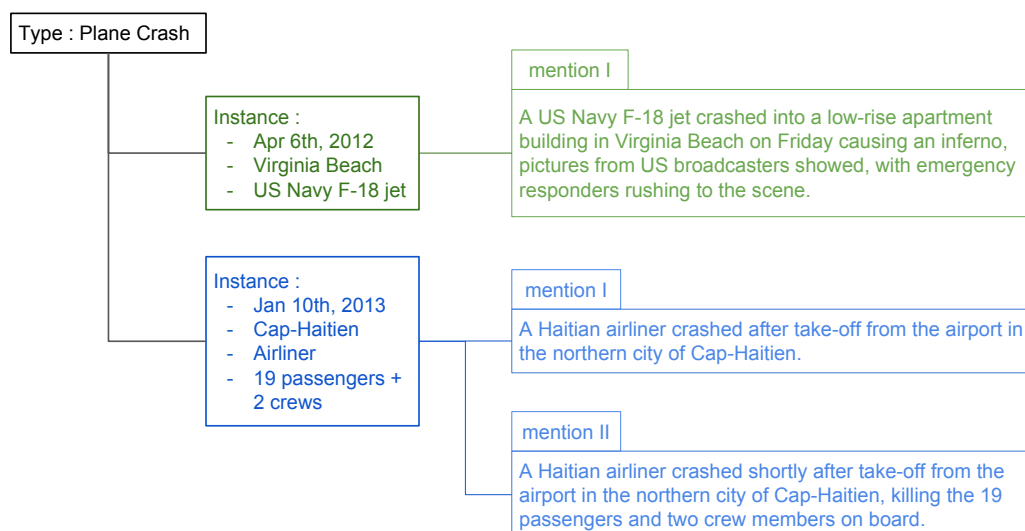 Type : Plane Crash
Instance :
- Apr 6th, 2012
- Virginia Beach
- US Navy F-18 jet
mention I
A US Navy F-18 jet crashed into a low-rise apartment
building in Virginia Beach on Friday causing an inferno,
pictures from US broadcasters showed, with emergency
responders rushing to the scene.
Instance :
- Jan 10th, 2013
- Cap-Haitien
- Airliner
- 19 passengers +
2 crews
mention I
A Haitian airliner crashed after take-off from the airport in
the northern city of Cap-Haitien.
mention II
A Haitian airliner crashed shortly after take-off from the
airport in the northern city of Cap-Haitien, killing the 19
passengers and two crew members on board.